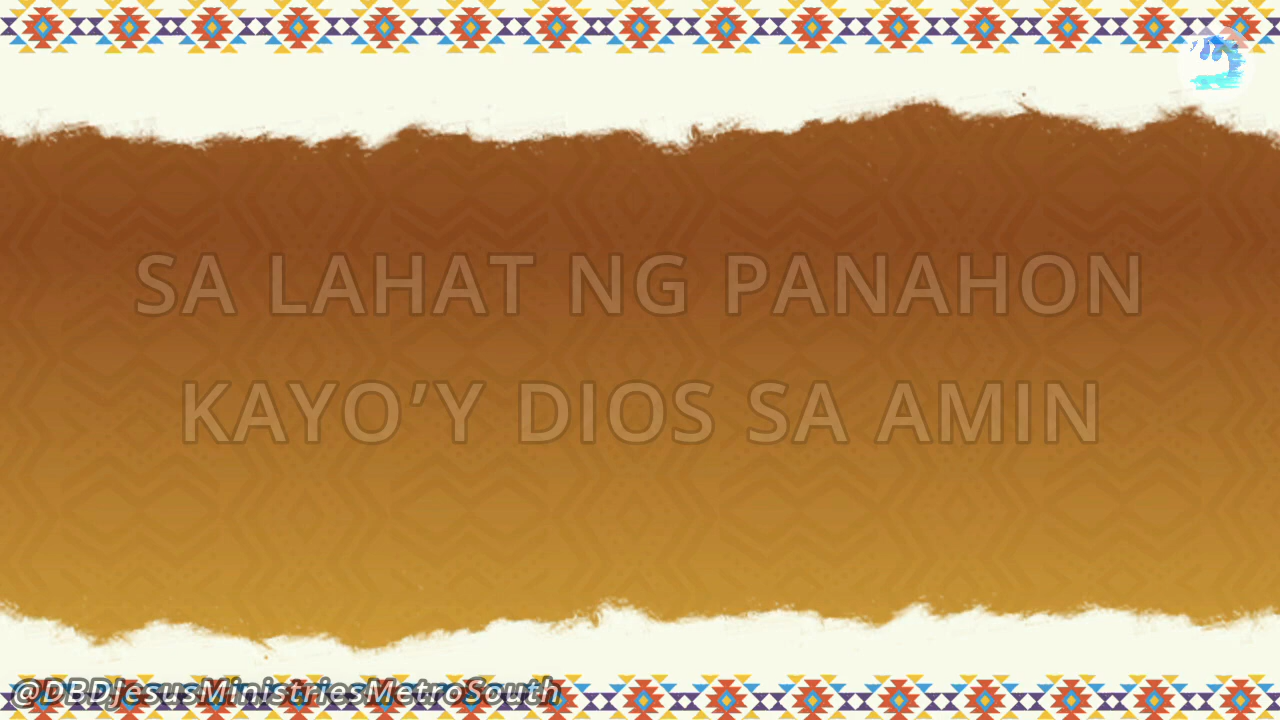 SA LAHAT NG PANAHON
KAYO’Y DIOS SA AMIN
@DBDJesusMinistriesMetroSouth